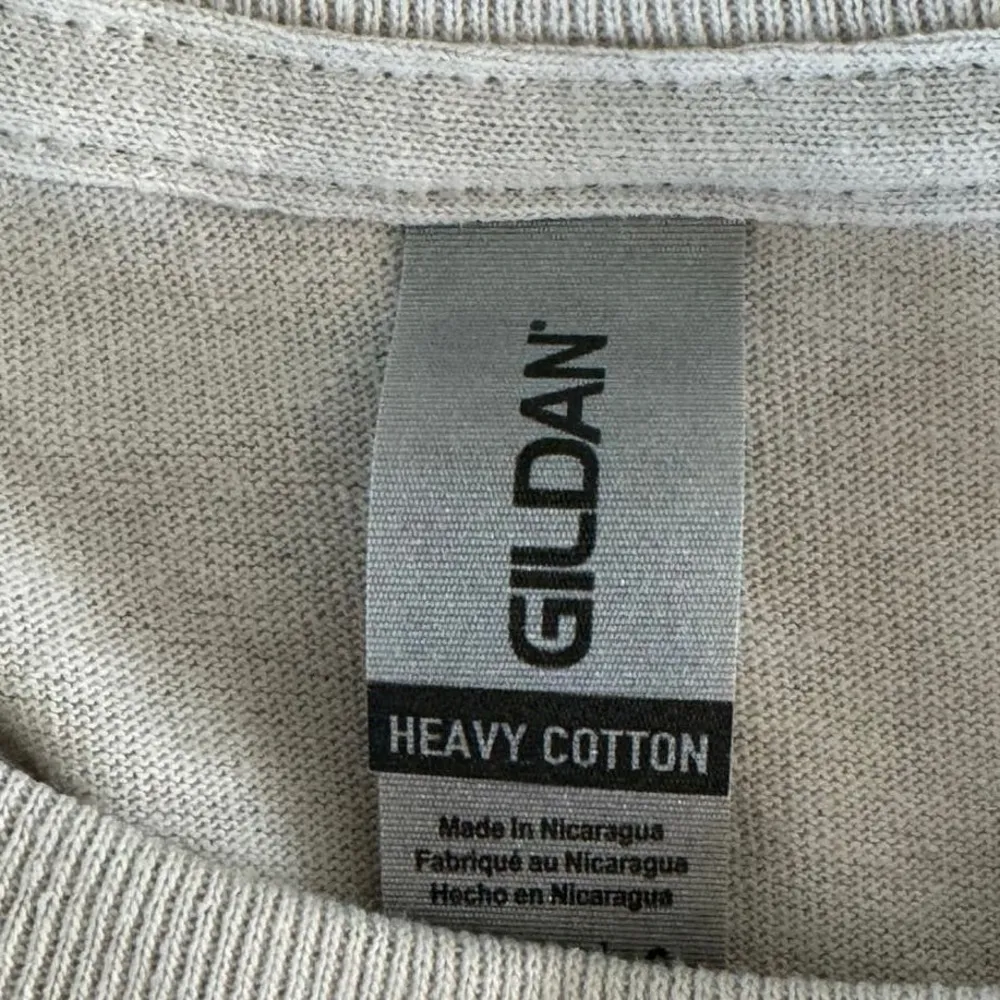 GILDAN
HEAVY COTTON
Made in Nicaragua
Fabriqué au Nicaragua
Hecho en Nicaragua